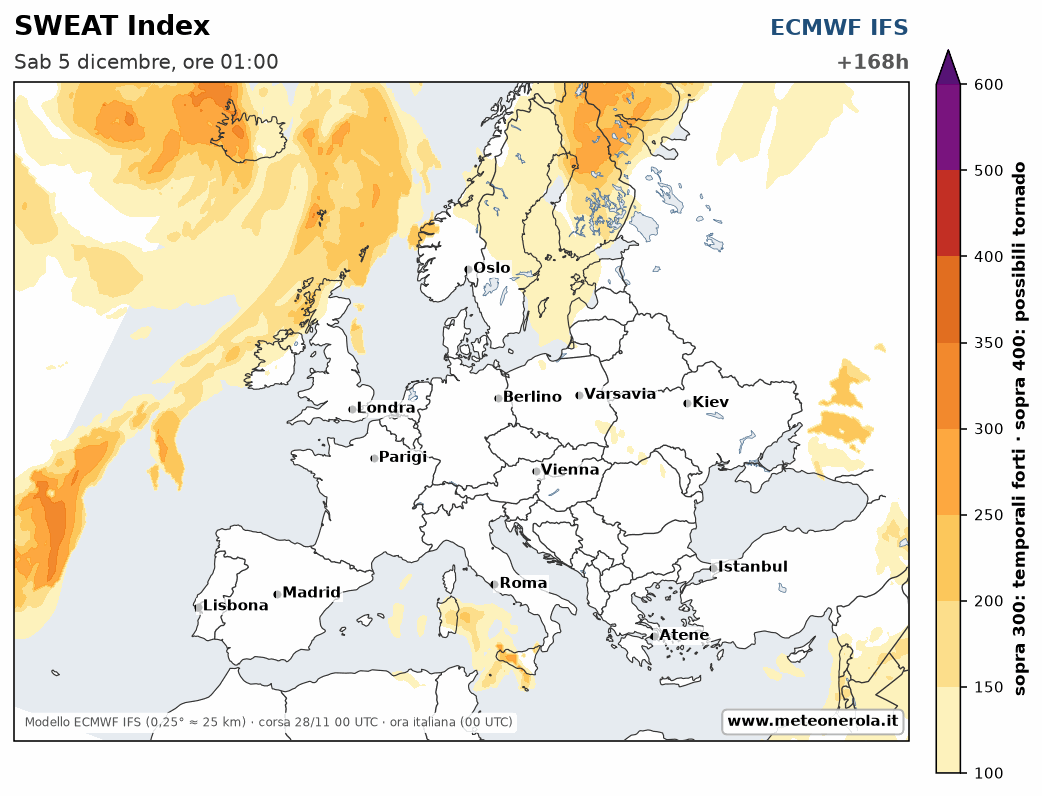 SWEAT Index
ECMWF IFS
Sab 5 dicembre, ore 01:00
+168h
Oslo
Berlino
Varsavia
Kiev
Londra
Parigi
Vienna
Istanbul
Roma
Madrid
Lisbona
Atene
Modello ECMWF IFS (0,25° ≈ 25 km) · corsa 28/11 00 UTC · ora italiana (00 UTC)
www.meteonerola.it
600
500
400
350
300
250
200
150
100
sopra 300: temporali forti · sopra 400: possibili tornado